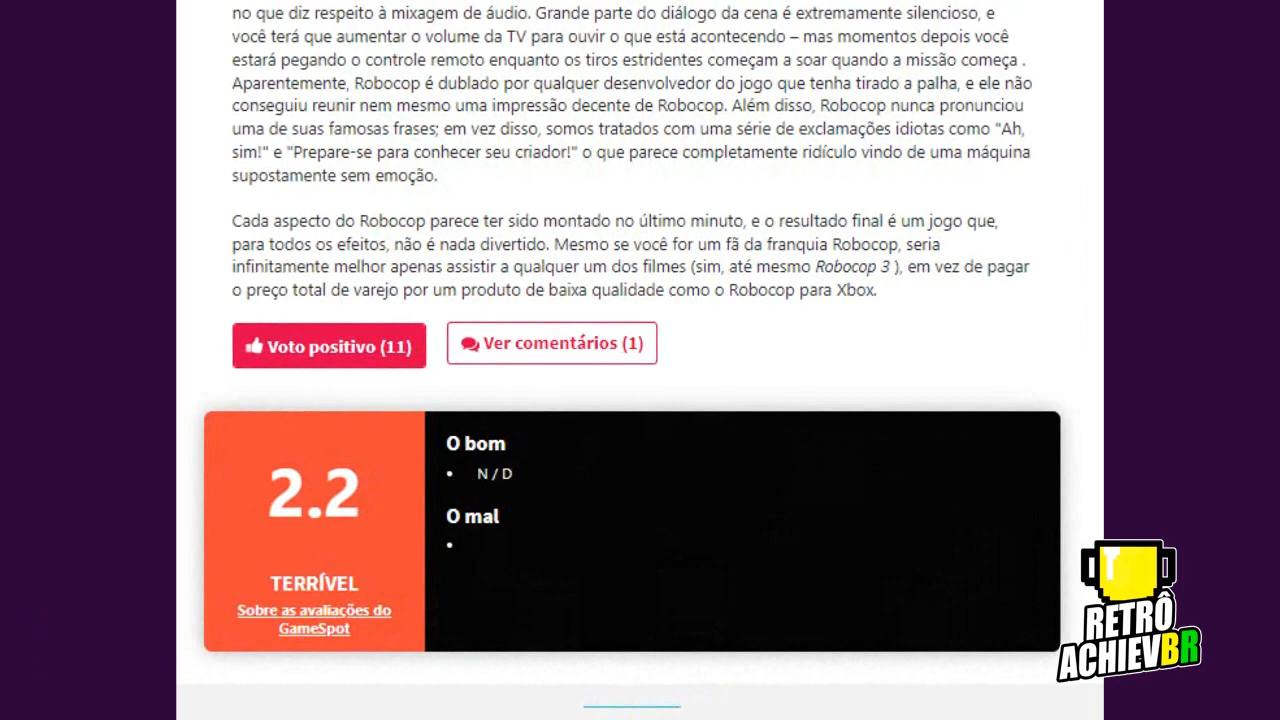 no que diz respeito à mixagem de áudio. Grande parte do diálogo da cena é extremamente silencioso, e
você terá que aumentar o volume da TV para ouvir o que está acontecendo – mas momentos depois você
estará pegando o controle remoto enquanto os tiros estridentes começam a soar quando a missão começa .
Aparentemente, Robocop é dublado por qualquer desenvolvedor do jogo que tenha tirado a palha, e ele não
conseguiu reunir nem mesmo uma impressão decente de Robocop. Além disso, Robocop nunca pronunciou
uma de suas famosas frases; em vez disso, somos tratados com uma série de exclamações idiotas como "Ah,
sim!" e "Prepare-se para conhecer seu criador!" o que parece completamente ridículo vindo de uma máquina
supostamente sem emoção.
Cada aspecto do Robocop parece ter sido montado no último minuto, e o resultado final é um jogo que,
para todos os efeitos, não é nada divertido. Mesmo se você for um fã da franquia Robocop, seria
infinitamente melhor apenas assistir a qualquer um dos filmes (sim, até mesmo Robocop 3 ), em vez de pagar
o preço total de varejo por um produto de baixa qualidade como o Robocop para Xbox.
Voto positivo (11)
Ver comentários (1)
2.2
TERRÍVEL
Sobre as avaliações do
GameSpot
O bom
• N / D
O mal
•
RETRÔ
ACHIEVBR